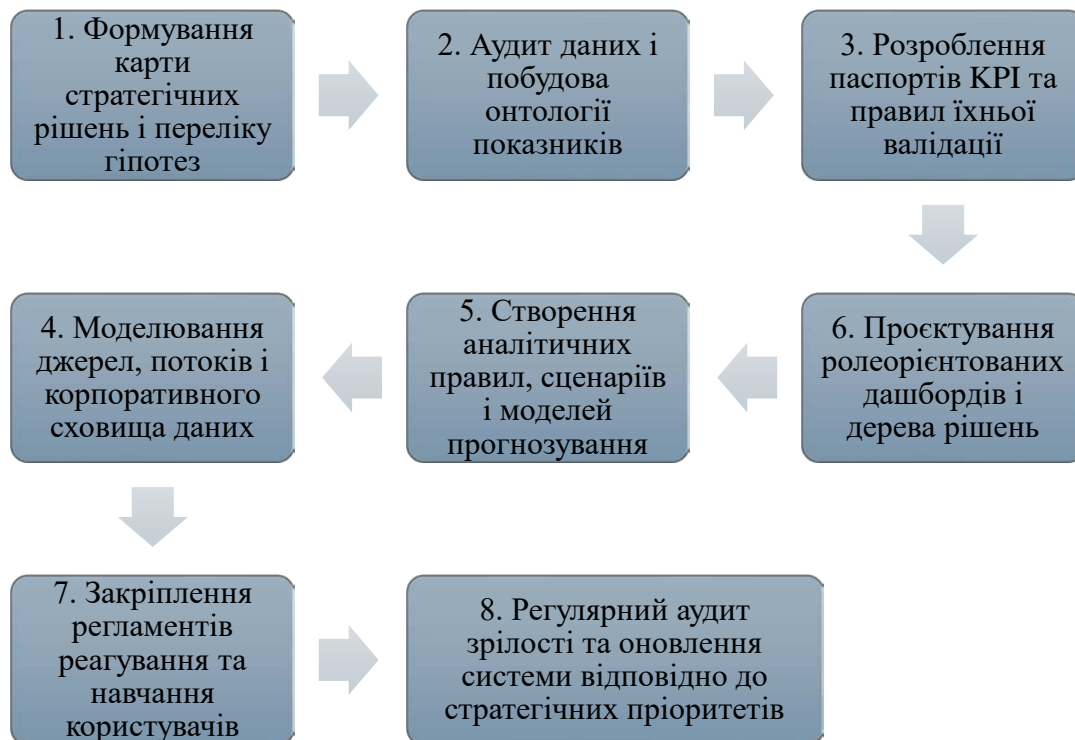 1. Формування
карти
стратегічних
рішень і переліку
гіпотез
2. Аудит даних і
побудова
онтології
показників
3. Розроблення
паспортів KPI та
правил їхньої
валідації
4. Моделювання
джерел, потоків і
корпоративного
сховища даних
5. Створення
аналітичних
правил, сценаріїв
і моделей
прогнозування
6. Проєктування
ролеорієнтованих
дашбордів і
дерева рішень
7. Закріплення
регламентів
реагування та
навчання
користувачів
8. Регулярний аудит
зрілості та оновлення
системи відповідно до
стратегічних пріоритетів